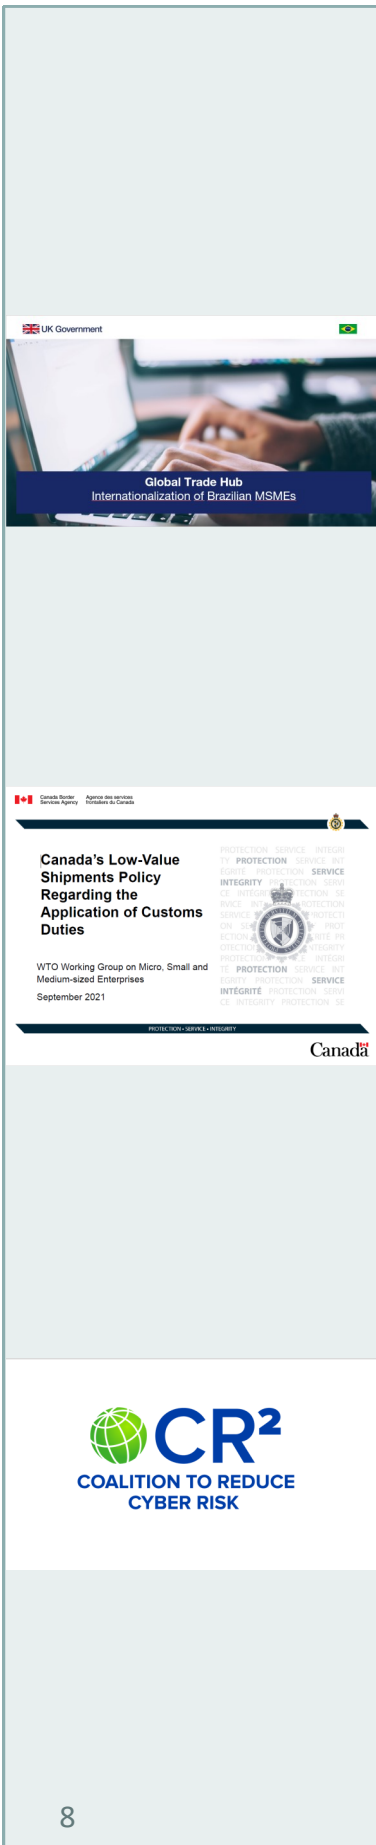 UK Government
Global Trade Hub
Internationalization of Brazilian MSMEs
Canada Border Services Agency
Agence des services frontaliers du Canada
Canada's Low-Value
Shipments Policy
Regarding the
Application of Customs
Duties
WTO Working Group on Micro, Small and
Medium-sized Enterprises
September 2021
PROTECTION • SERVICE • INTEGRITY
Canada
CR²
COALITION TO REDUCE
CYBER RISK
8